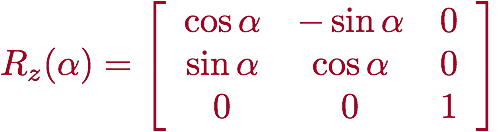 R_z(α) = [ cos α  − sin α  0
sin α  cos α  0
0  0  1 ]